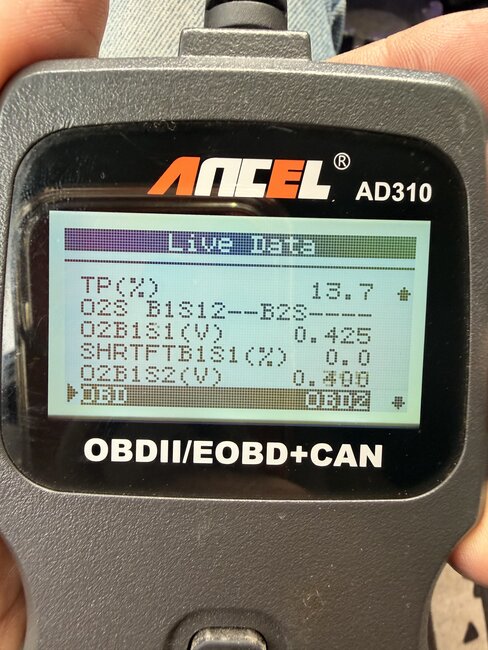 ANCEL®
AD310
Live Data
TP(%) 13.7
O2S B1S12--B2S-----
O2B1S1(V) 0.425
SHRTFTB1S1(%) 0.0
O2B1S2(V) 0.400
OBD OBD2
OBDII/EOBD+CAN